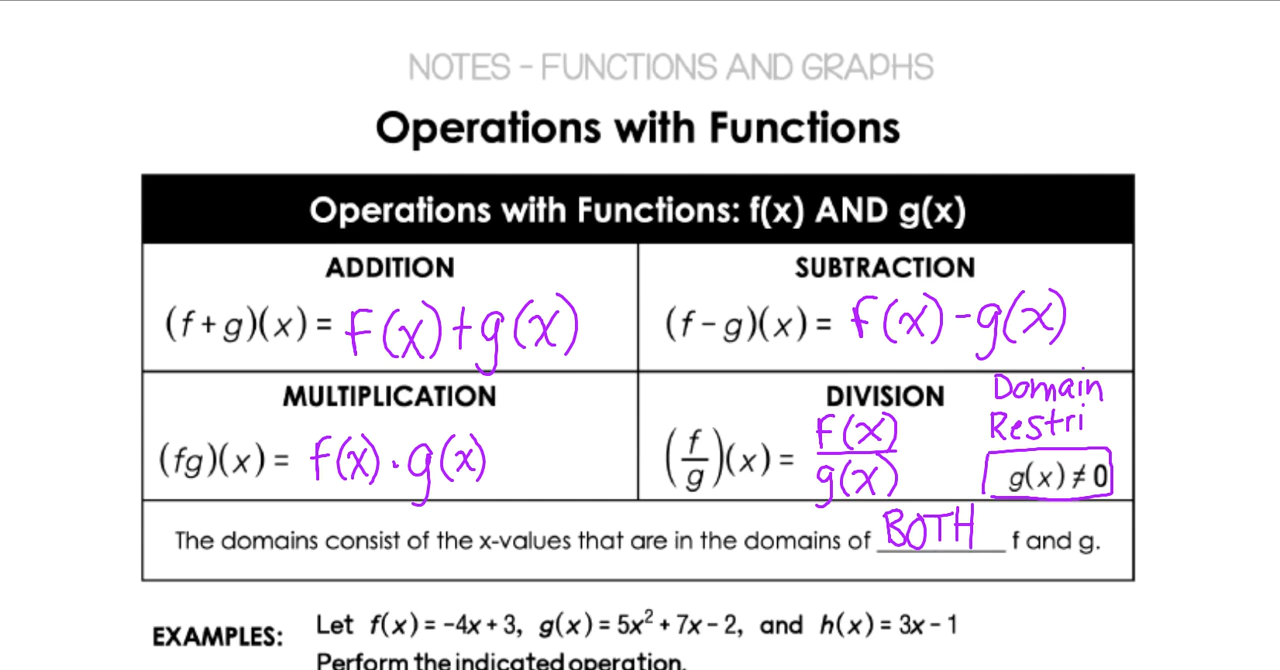 NOTES - FUNCTIONS AND GRAPHS
Operations with Functions
Operations with Functions: f(x) AND g(x)
ADDITION
(f + g)(x) = f(x) + g(x)
SUBTRACTION
(f - g)(x) = f(x) - g(x)
MULTIPLICATION
(fg)(x) = f(x) · g(x)
DIVISION
(f/g)(x) = f(x)/g(x)
Domain
Restri
g(x) ≠ 0
The domains consist of the x-values that are in the domains of BOTH f and g.
EXAMPLES: Let f(x) = -4x + 3, g(x) = 5x² + 7x - 2, and h(x) = 3x - 1
Perform the indicated operation.